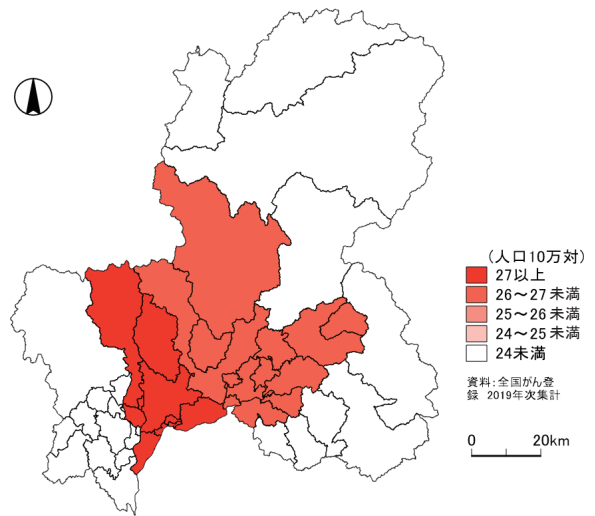 (人口10万対)
27以上
26～27未満
25～26未満
24～25未満
24未満
資料:全国がん登
録 2019年次集計
0 20km